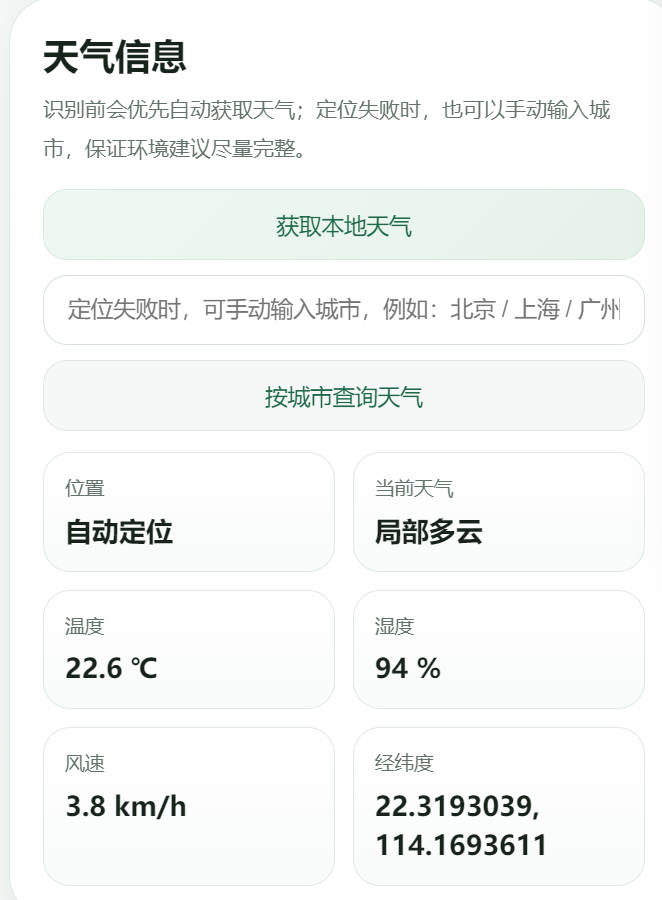 天气信息
识别前会优先自动获取天气；定位失败时，也可以手动输入城
市，保证环境建议尽量完整。
获取本地天气
定位失败时，可手动输入城市，例如：北京 / 上海 / 广州
按城市查询天气
位置
自动定位
当前天气
局部多云
温度
22.6 ℃
湿度
94 %
风速
3.8 km/h
经纬度
22.3193039,
114.1693611